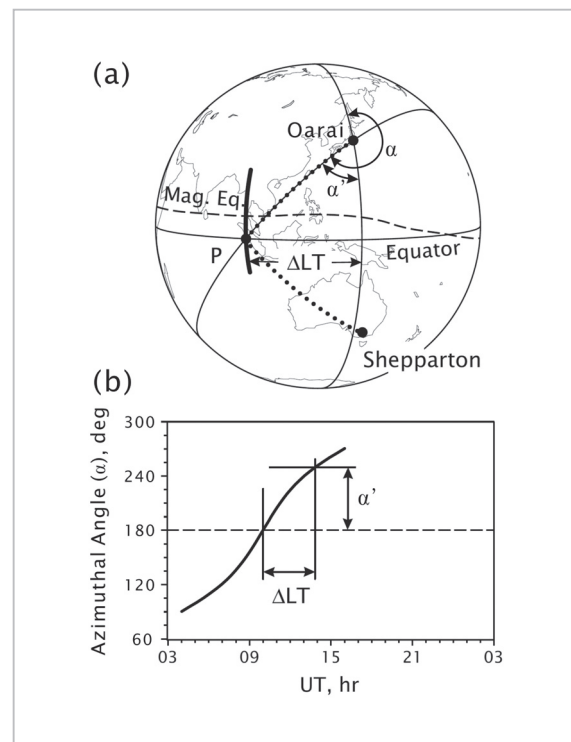 (a)
Oarai
α
α'
Mag. Eq.
P
ΔLT
Equator
Shepparton
(b)
Azimuthal Angle (α), deg
300
240
180
120
60
α'
ΔLT
03 09 15 21 03
UT, hr